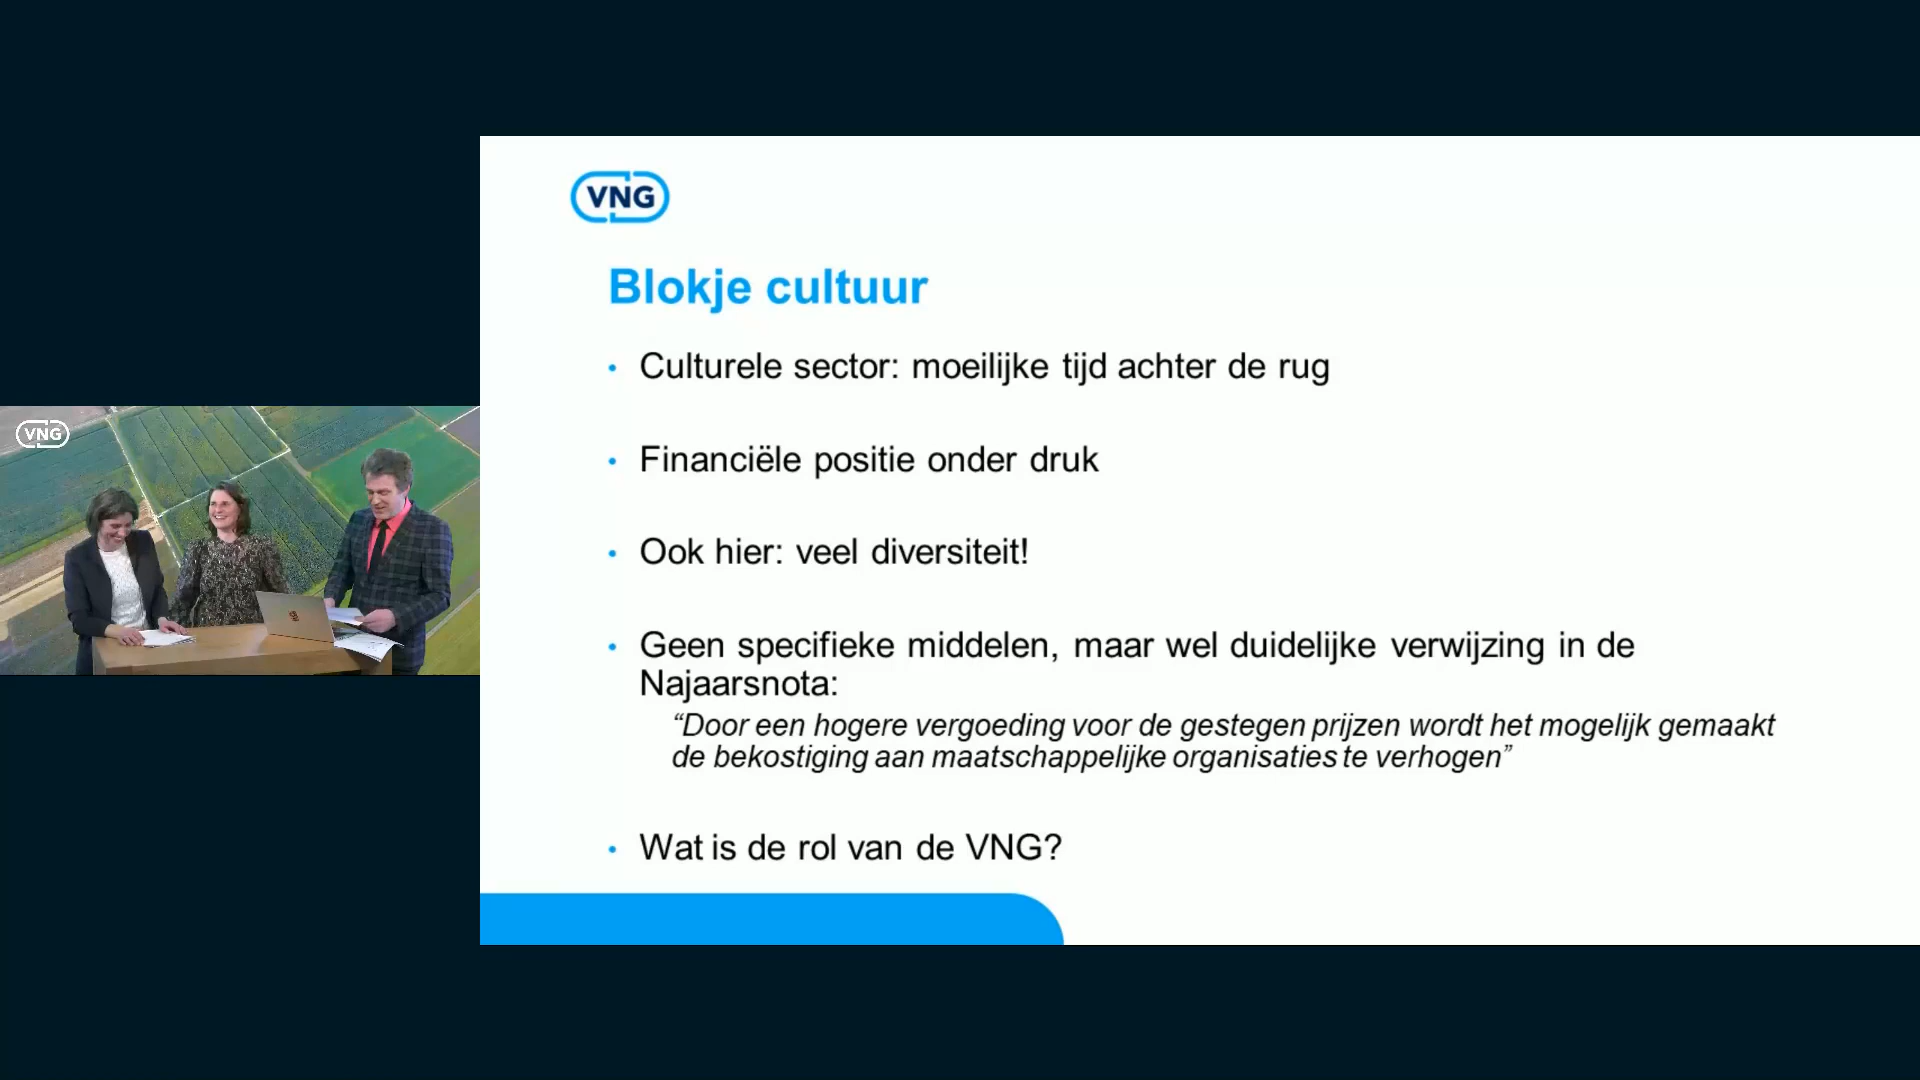 VNG
VNG
Blokje cultuur
• Culturele sector: moeilijke tijd achter de rug
• Financiële positie onder druk
• Ook hier: veel diversiteit!
• Geen specifieke middelen, maar wel duidelijke verwijzing in de
Najaarsnota:
“Door een hogere vergoeding voor de gestegen prijzen wordt het mogelijk gemaakt
de bekostiging aan maatschappelijke organisaties te verhogen”
• Wat is de rol van de VNG?